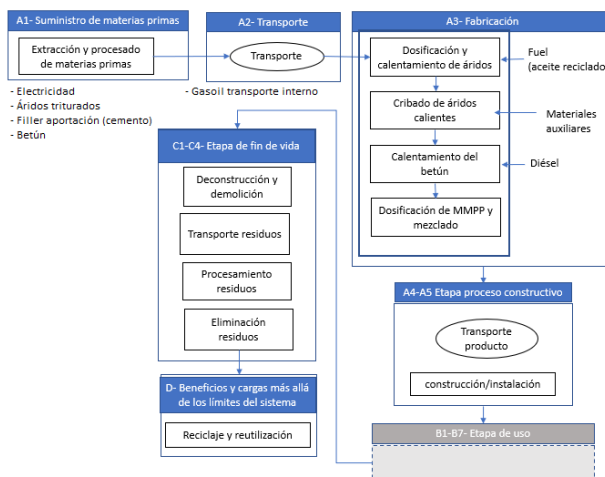 A1- Suministro de materias primas
Extracción y procesado
de materias primas
- Electricidad
- Áridos triturados
- Filler aportación (cemento)
- Betún
A2- Transporte
Transporte
- Gasoil transporte interno
A3- Fabricación
Dosificación y
calentamiento de áridos
Fuel
(aceite reciclado
Cribado de áridos
calientes
Materiales
auxiliares
Calentamiento del
betún
Diésel
Dosificación de MMPP y
mezclado
A4-A5 Etapa proceso constructivo
Transporte
producto
construcción/instalación
B1-B7- Etapa de uso
C1-C4- Etapa de fin de vida
Deconstrucción y
demolición
Transporte residuos
Procesamiento
residuos
Eliminación
residuos
D- Beneficios y cargas más allá
de los límites del sistema
Reciclaje y reutilización